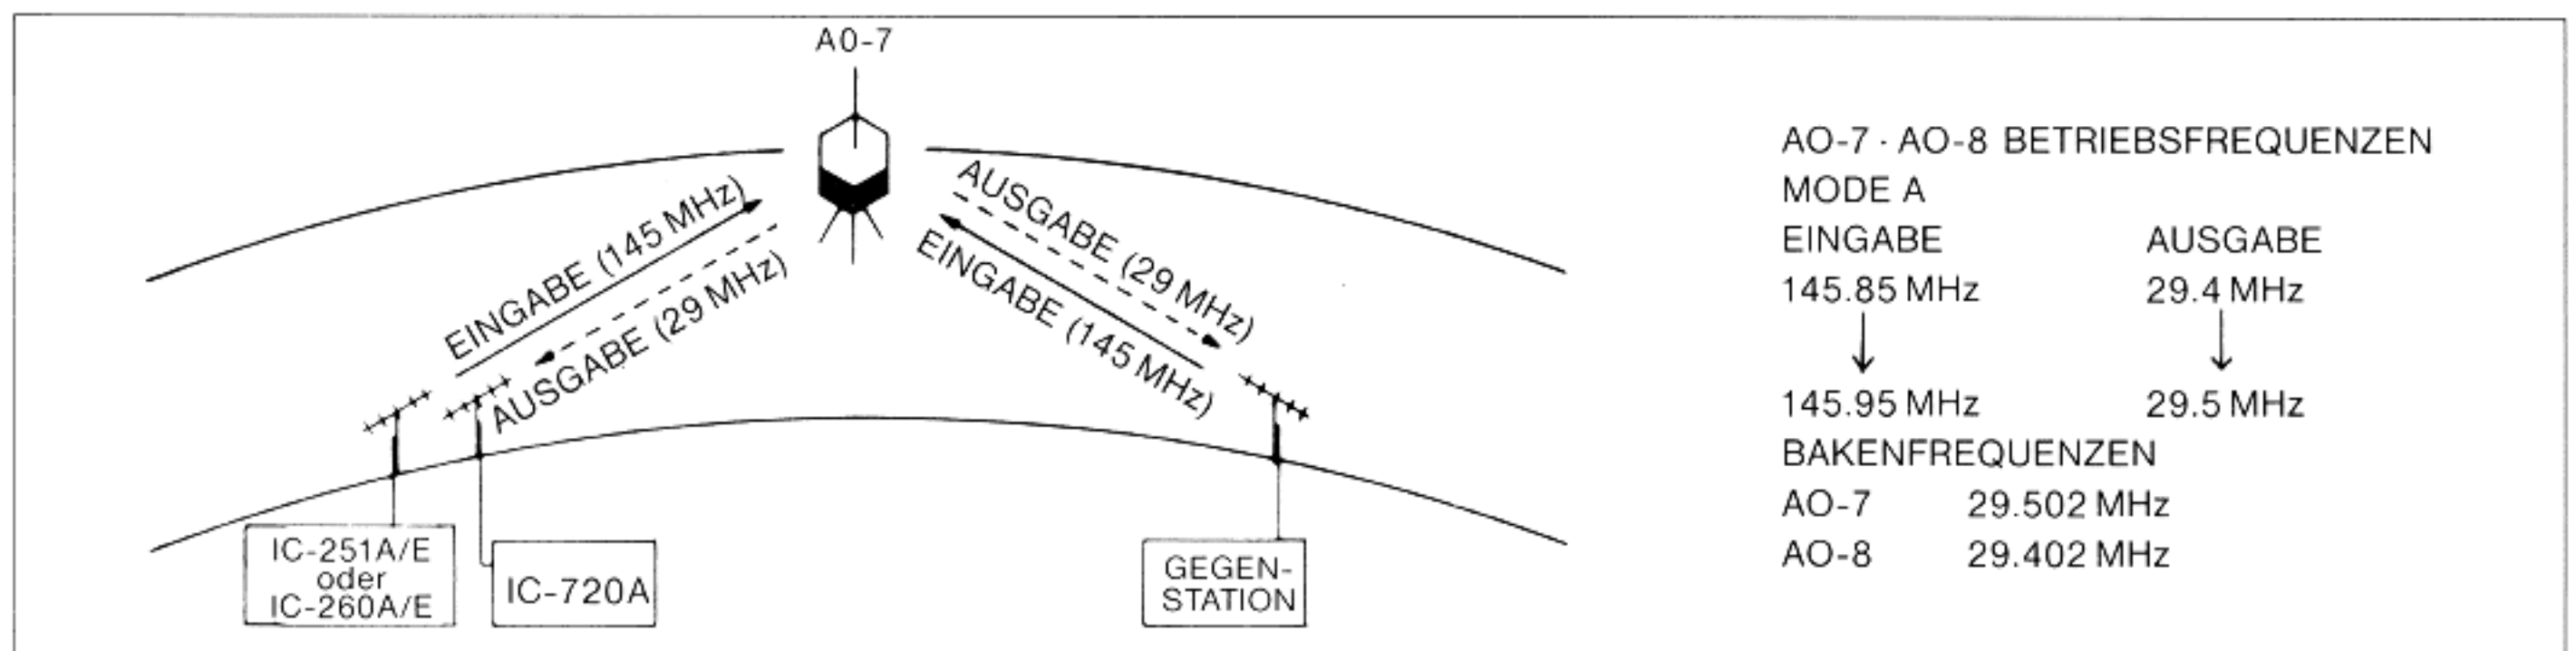 AO-7
EINGABE (145 MHz)
AUSGABE (29 MHz)
AUSGABE (29 MHz)
EINGABE (145 MHz)
IC-251A/E
oder
IC-260A/E
IC-720A
GEGEN-
STATION
AO-7 · AO-8 BETRIEBSFREQUENZEN
MODE A
EINGABE AUSGABE
145.85 MHz 29.4 MHz
145.95 MHz 29.5 MHz
BAKENFREQUENZEN
AO-7 29.502 MHz
AO-8 29.402 MHz